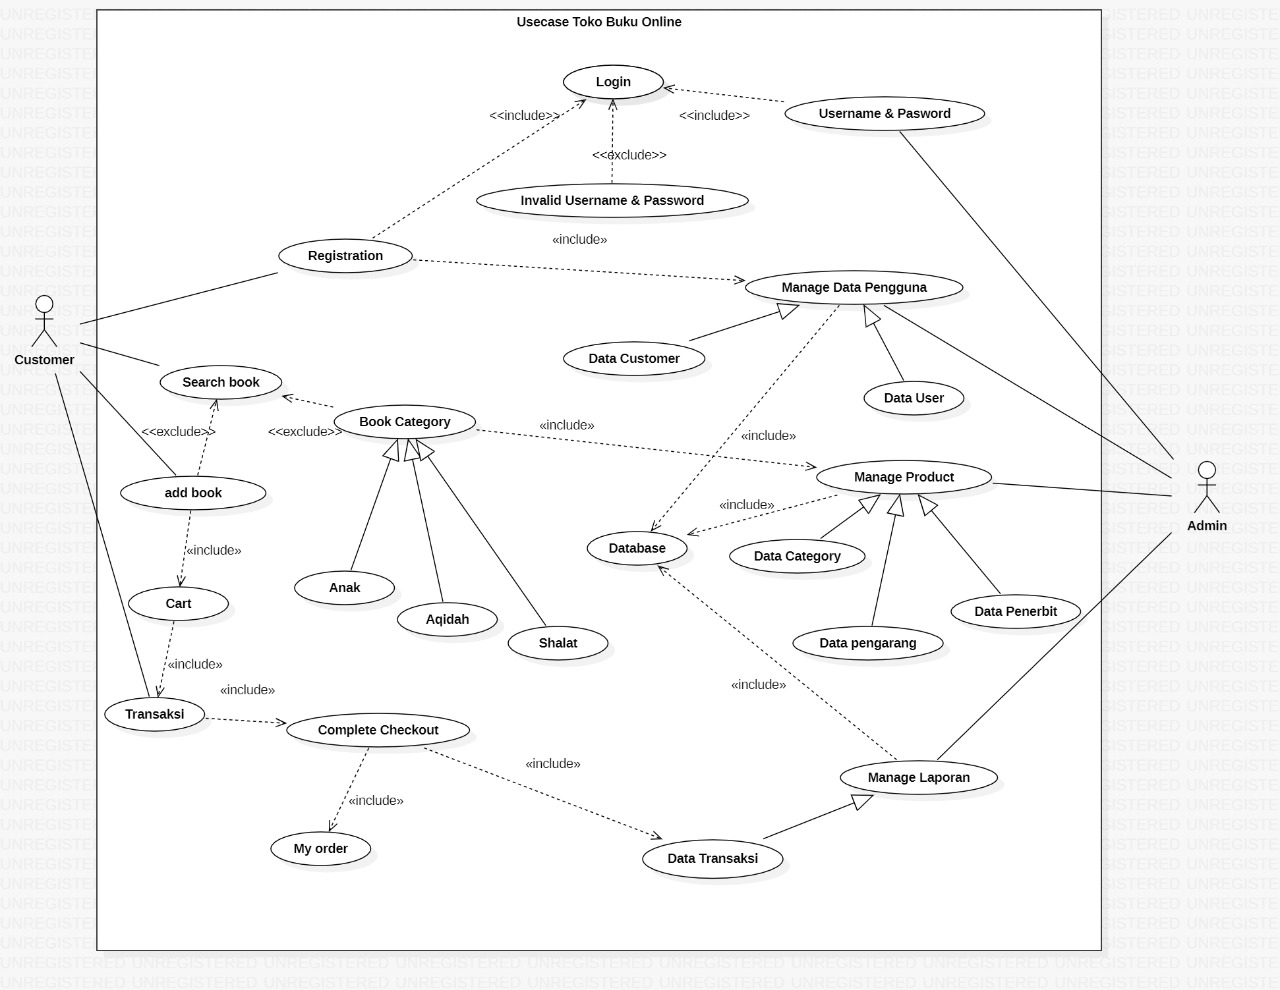 Usecase Toko Buku Online
Login
<<include>>
<<include>>
Username & Pasword
<<exclude>>
Invalid Username & Password
«include»
Registration
Manage Data Pengguna
Customer
Data Customer
Search book
Data User
Book Category
<<exclude>>
<<exclude>>
«include»
«include»
Manage Product
add book
«include»
Admin
«include»
Database
Data Category
Anak
Cart
Aqidah
Data Penerbit
Shalat
Data pengarang
«include»
«include»
«include»
Transaksi
Complete Checkout
«include»
Manage Laporan
«include»
My order
Data Transaksi
UNREGISTERED UNREGISTERED UNREGISTERED UNREGISTERED UNREGISTERED UNREGISTERED UNREGISTERED UNREGISTERED UNREGISTERED UNREGISTE